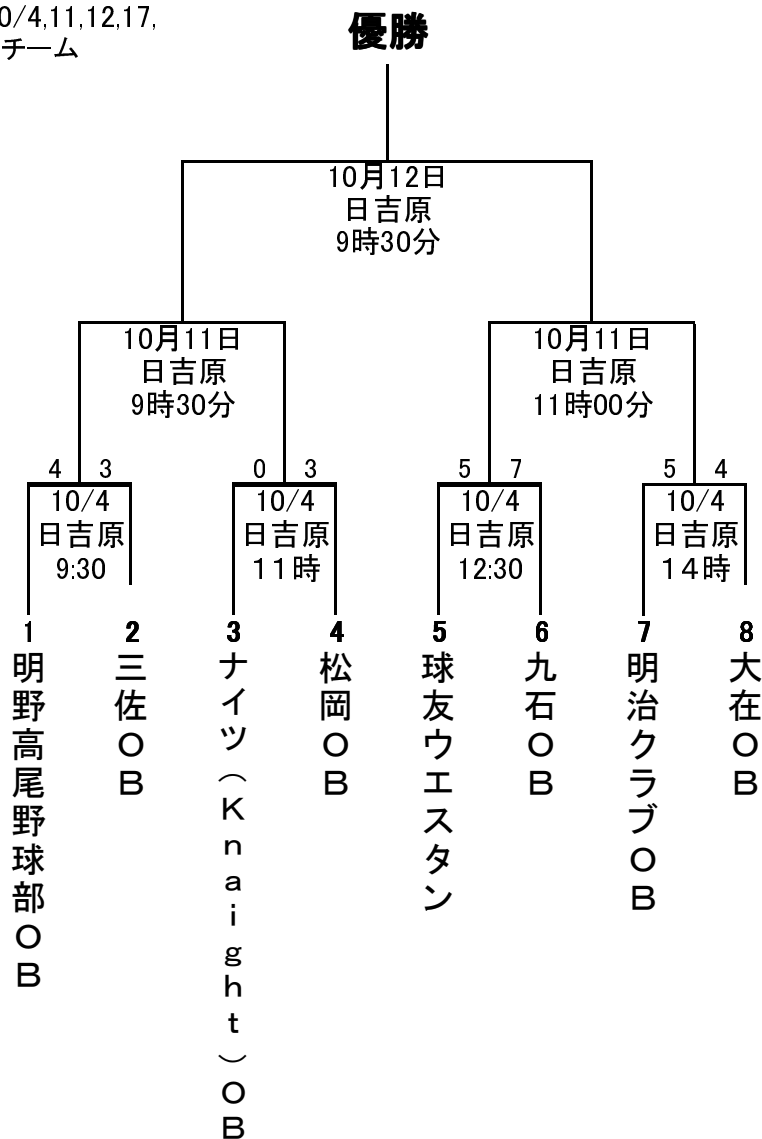 0/4,11,12,17,
チーム
優勝
10月12日
日吉原
9時30分
10月11日
日吉原
9時30分
10月11日
日吉原
11時00分
4 3
10/4
日吉原
9:30
0 3
10/4
日吉原
11時
5 7
10/4
日吉原
12:30
5 4
10/4
日吉原
14時
1
明野高尾野球部OB
2
三佐OB
3
ナイツ(Knaight)OB
4
松岡OB
5
球友ウエスタン
6
九石OB
7
明治クラブOB
8
大在OB